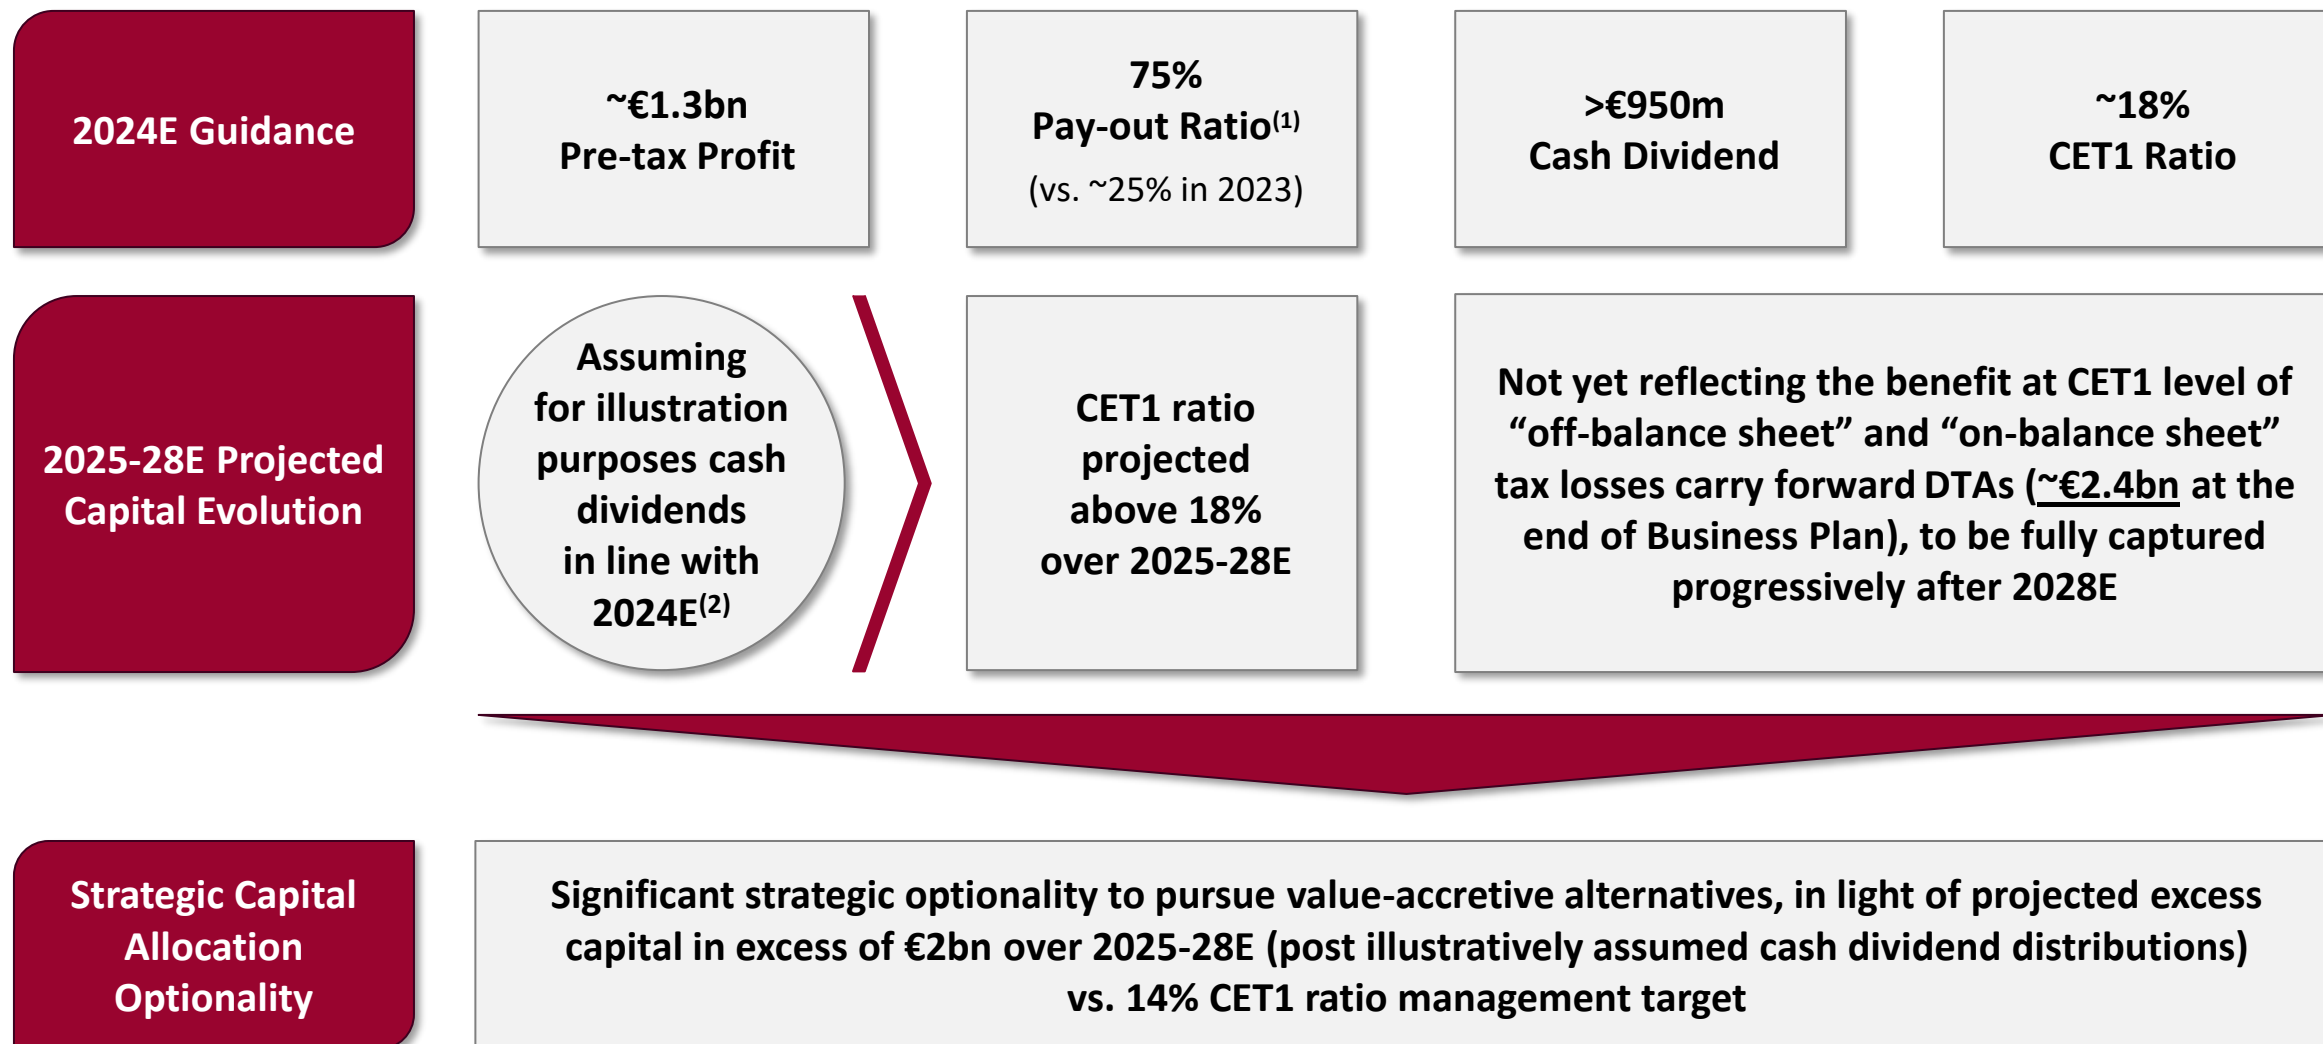 2024E Guidance
~€1.3bn
Pre-tax Profit
75%
Pay-out Ratio(1)
(vs. ~25% in 2023)
>€950m
Cash Dividend
~18%
CET1 Ratio
2025-28E Projected
Capital Evolution
Assuming
for illustration
purposes cash
dividends
in line with
2024E(2)
CET1 ratio
projected
above 18%
over 2025-28E
Not yet reflecting the benefit at CET1 level of
“off-balance sheet” and “on-balance sheet”
tax losses carry forward DTAs (~€2.4bn at the
end of Business Plan), to be fully captured
progressively after 2028E
Strategic Capital
Allocation
Optionality
Significant strategic optionality to pursue value-accretive alternatives, in light of projected excess
capital in excess of €2bn over 2025-28E (post illustratively assumed cash dividend distributions)
vs. 14% CET1 ratio management target